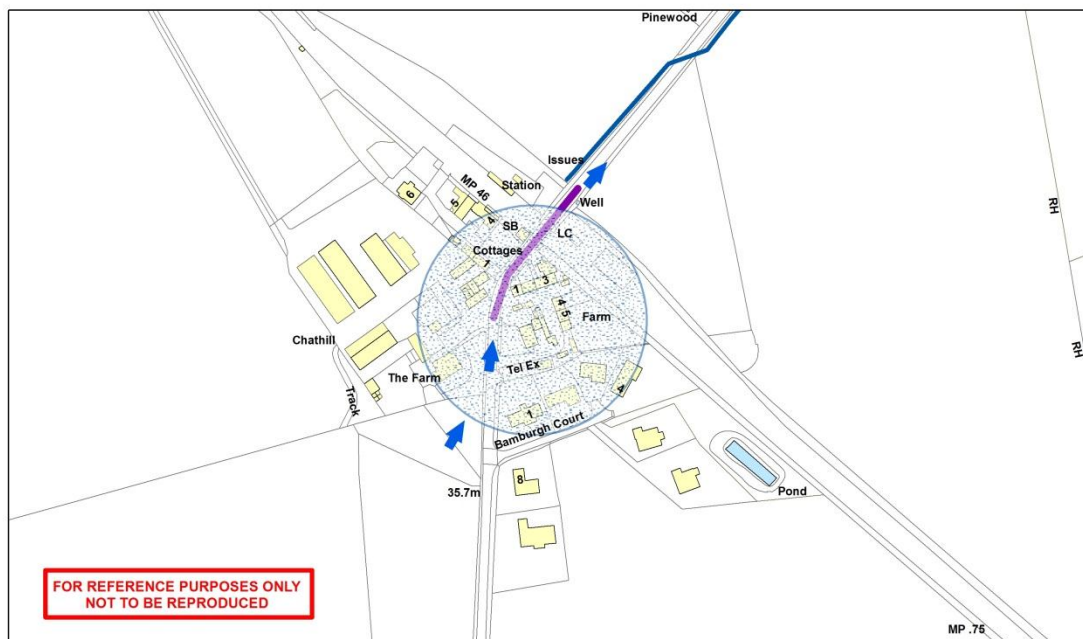 Pinewood
Issues
Station
MP 46
6
5
4
Well
SB
LC
Cottages
1
RH
1
3
4
5
Farm
Chathill
The Farm
Tel Ex
RH
Track
4
1
Bamburgh Court
8
35.7m
Pond
FOR REFERENCE PURPOSES ONLY
NOT TO BE REPRODUCED
MP .75